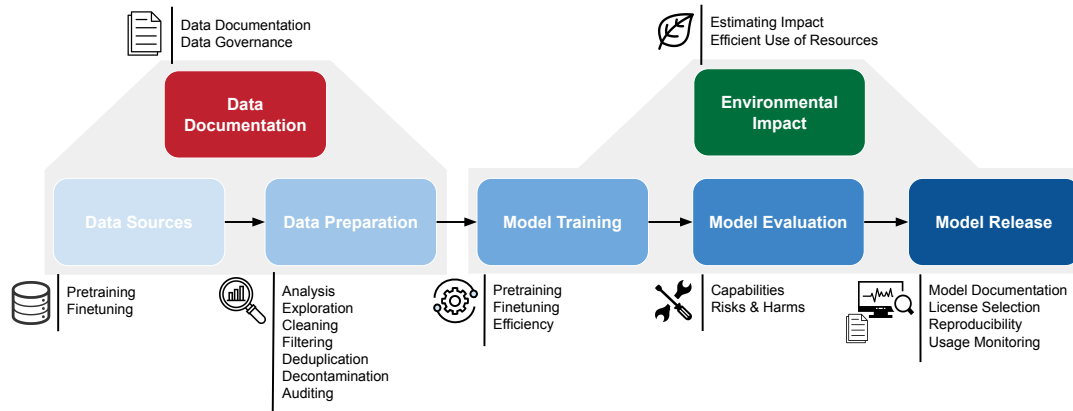 Data Documentation
Data Governance
Estimating Impact
Efficient Use of Resources
Data
Documentation
Environmental
Impact
Data Sources
Data Preparation
Model Training
Model Evaluation
Model Release
Pretraining
Finetuning
Analysis
Exploration
Cleaning
Filtering
Deduplication
Decontamination
Auditing
Pretraining
Finetuning
Efficiency
Capabilities
Risks & Harms
Model Documentation
License Selection
Reproducibility
Usage Monitoring